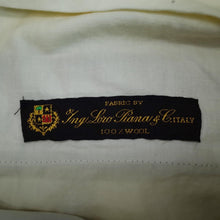 FABRIC BY
Ing. Loro Piana & C. ITALY
100% WOOL